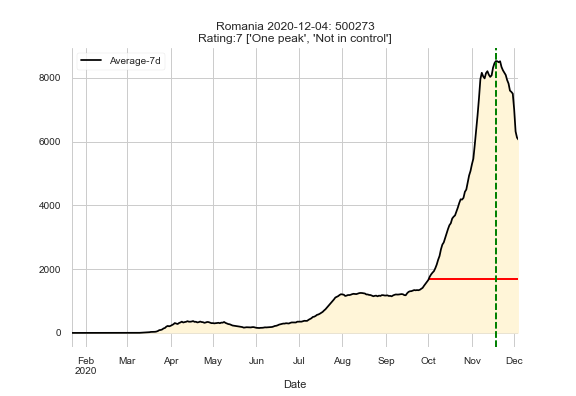 Romania 2020-12-04: 500273
Rating:7 ['One peak', 'Not in control']
Average-7d
8000
6000
4000
2000
0
Feb Mar Apr May Jun Jul Aug Sep Oct Nov Dec
2020
Date